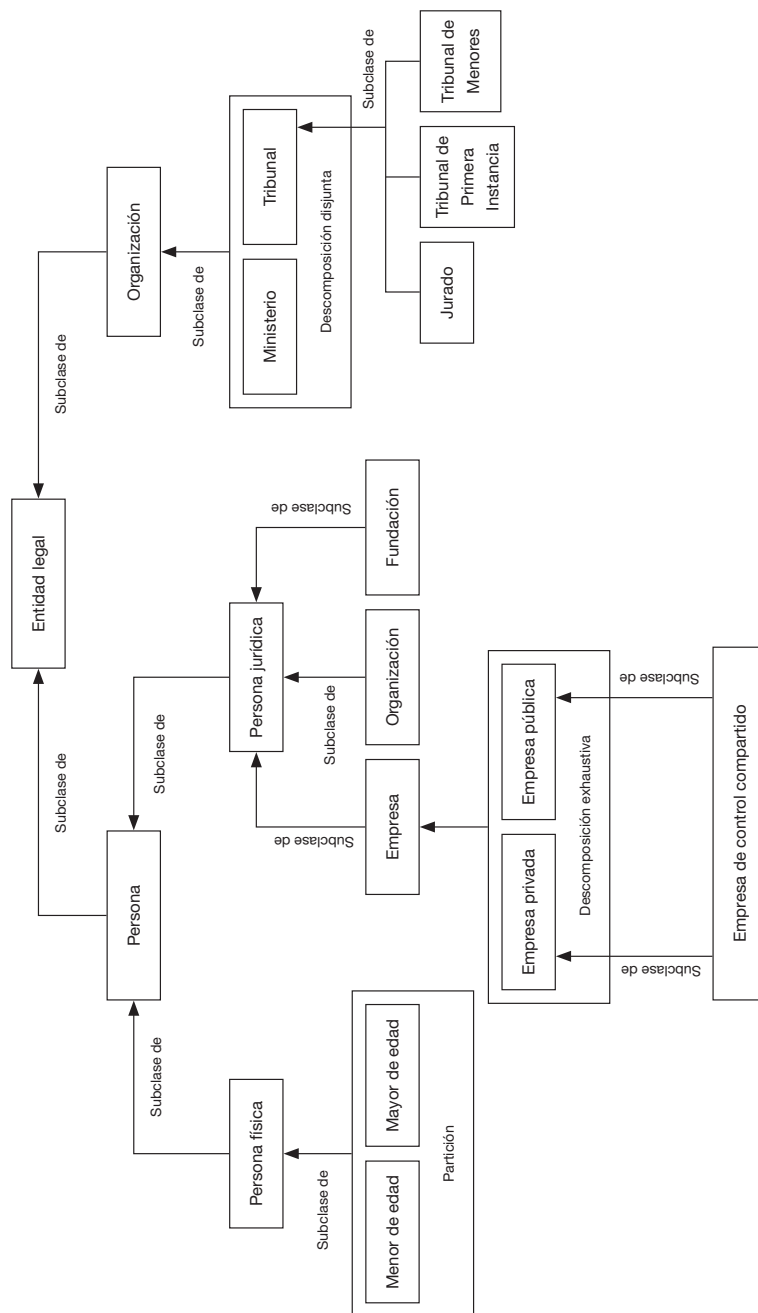 Entidad legal
Subclase de
Subclase de
Persona
Organización
Subclase de
Subclase de
Subclase de
Persona física
Persona jurídica
Ministerio
Tribunal
Descomposición disjunta
Subclase de
Subclase de
Subclase de
Subclase de
Subclase de
Menor de edad
Mayor de edad
Partición
Empresa
Organización
Fundación
Jurado
Tribunal de
Primera
Instancia
Tribunal de
Menores
Empresa privada
Empresa pública
Descomposición exhaustiva
Subclase de
Subclase de
Empresa de control compartido